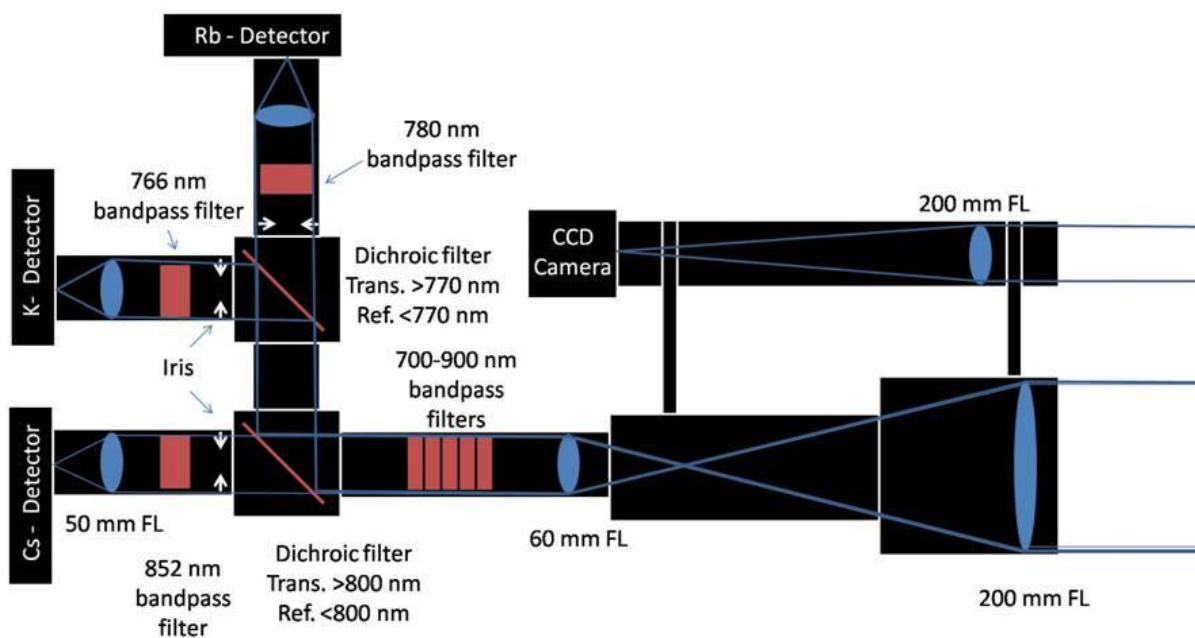 Rb - Detector
780 nm
bandpass filter
766 nm
bandpass filter
K- Detector
Dichroic filter
Trans. >770 nm
Ref. <770 nm
CCD
Camera
200 mm FL
Iris
700-900 nm
bandpass
filters
Cs - Detector
50 mm FL
852 nm
bandpass
filter
Dichroic filter
Trans. >800 nm
Ref. <800 nm
60 mm FL
200 mm FL